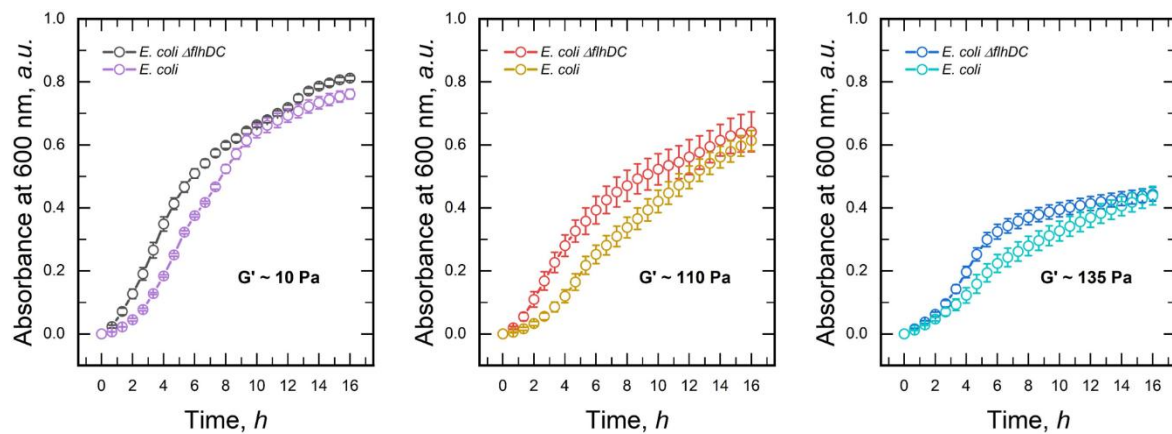 Absorbance at 600 nm, a.u.
1.0
0.8
0.6
0.4
0.2
0.0
E. coli ΔflhDC
E. coli
G' ~ 10 Pa
0 2 4 6 8 10 12 14 16
Time, h
Absorbance at 600 nm, a.u.
1.0
0.8
0.6
0.4
0.2
0.0
E. coli ΔflhDC
E. coli
G' ~ 110 Pa
0 2 4 6 8 10 12 14 16
Time, h
Absorbance at 600 nm, a.u.
1.0
0.8
0.6
0.4
0.2
0.0
E. coli ΔflhDC
E. coli
G' ~ 135 Pa
0 2 4 6 8 10 12 14 16
Time, h